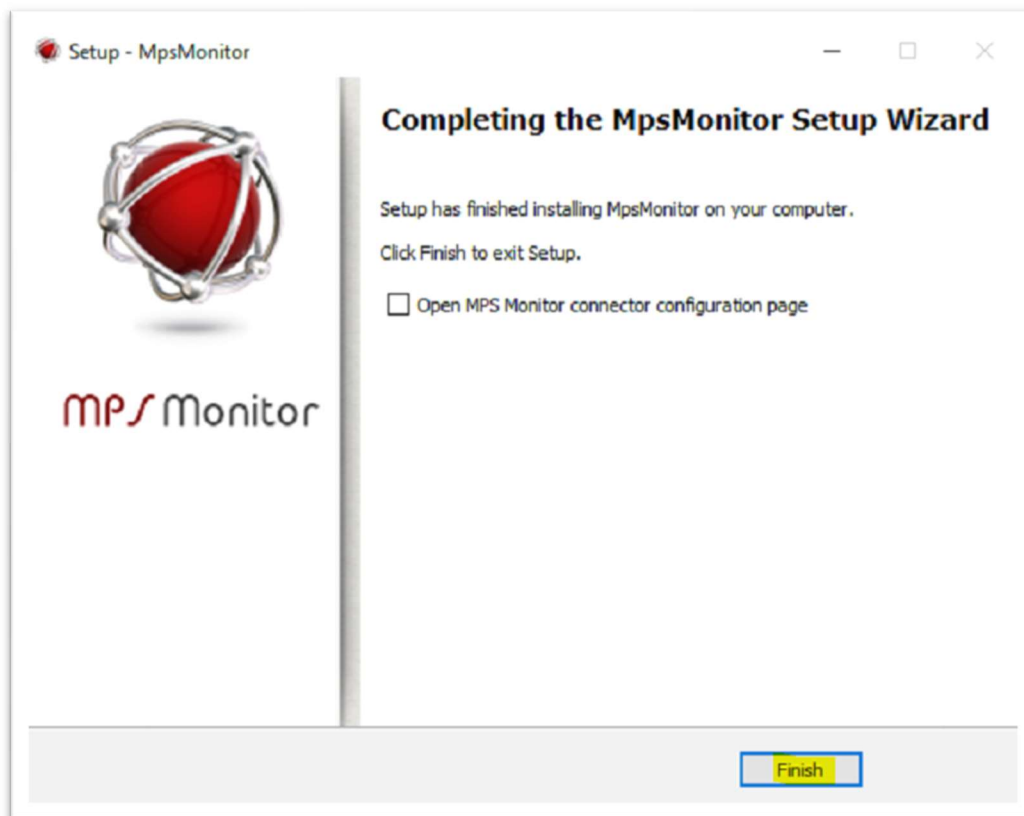 Setup - MpsMonitor
Completing the MpsMonitor Setup Wizard
Setup has finished installing MpsMonitor on your computer.
Click Finish to exit Setup.
Open MPS Monitor connector configuration page
MPS Monitor
Finish